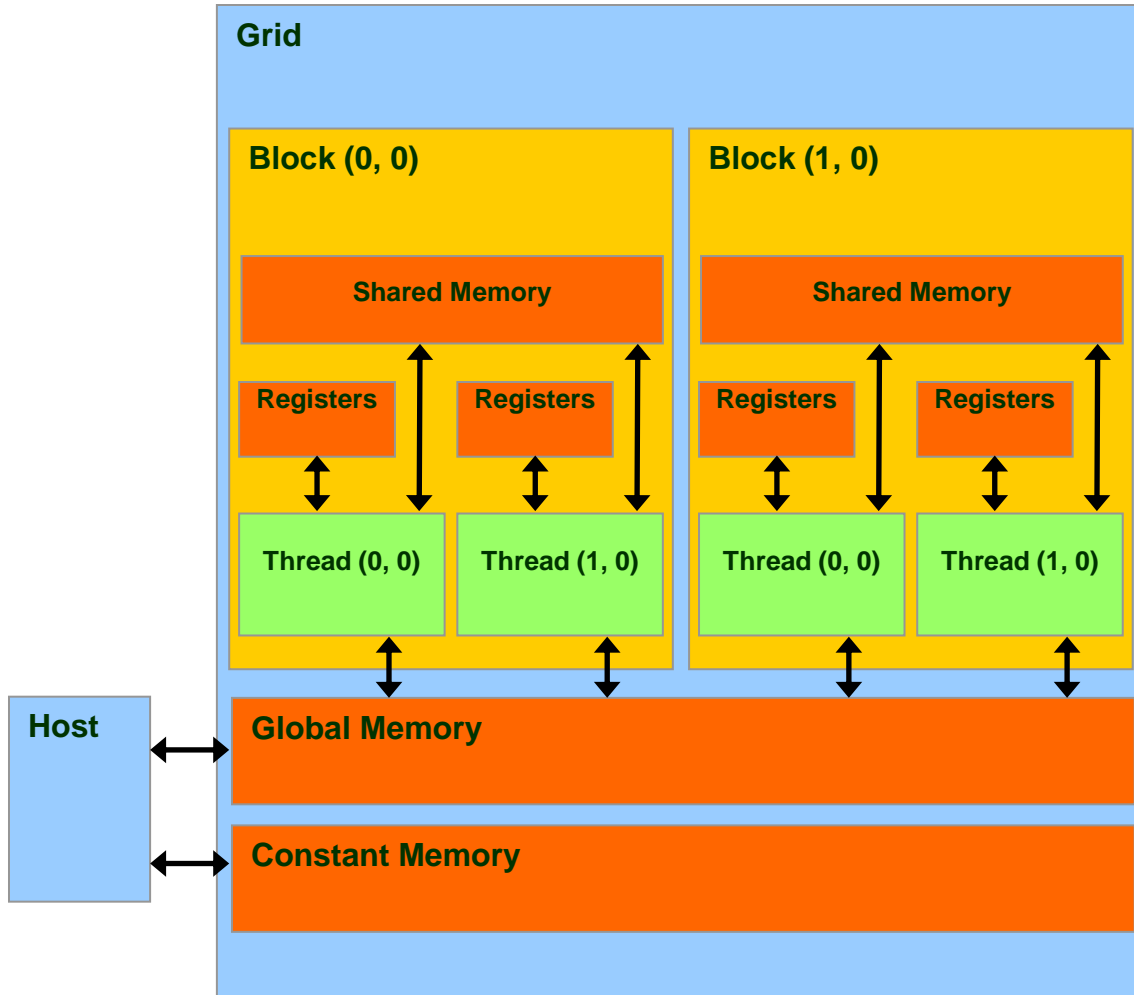 Grid
Block (0, 0)
Block (1, 0)
Shared Memory
Shared Memory
Registers
Registers
Registers
Registers
Thread (0, 0)
Thread (1, 0)
Thread (0, 0)
Thread (1, 0)
Host
Global Memory
Constant Memory